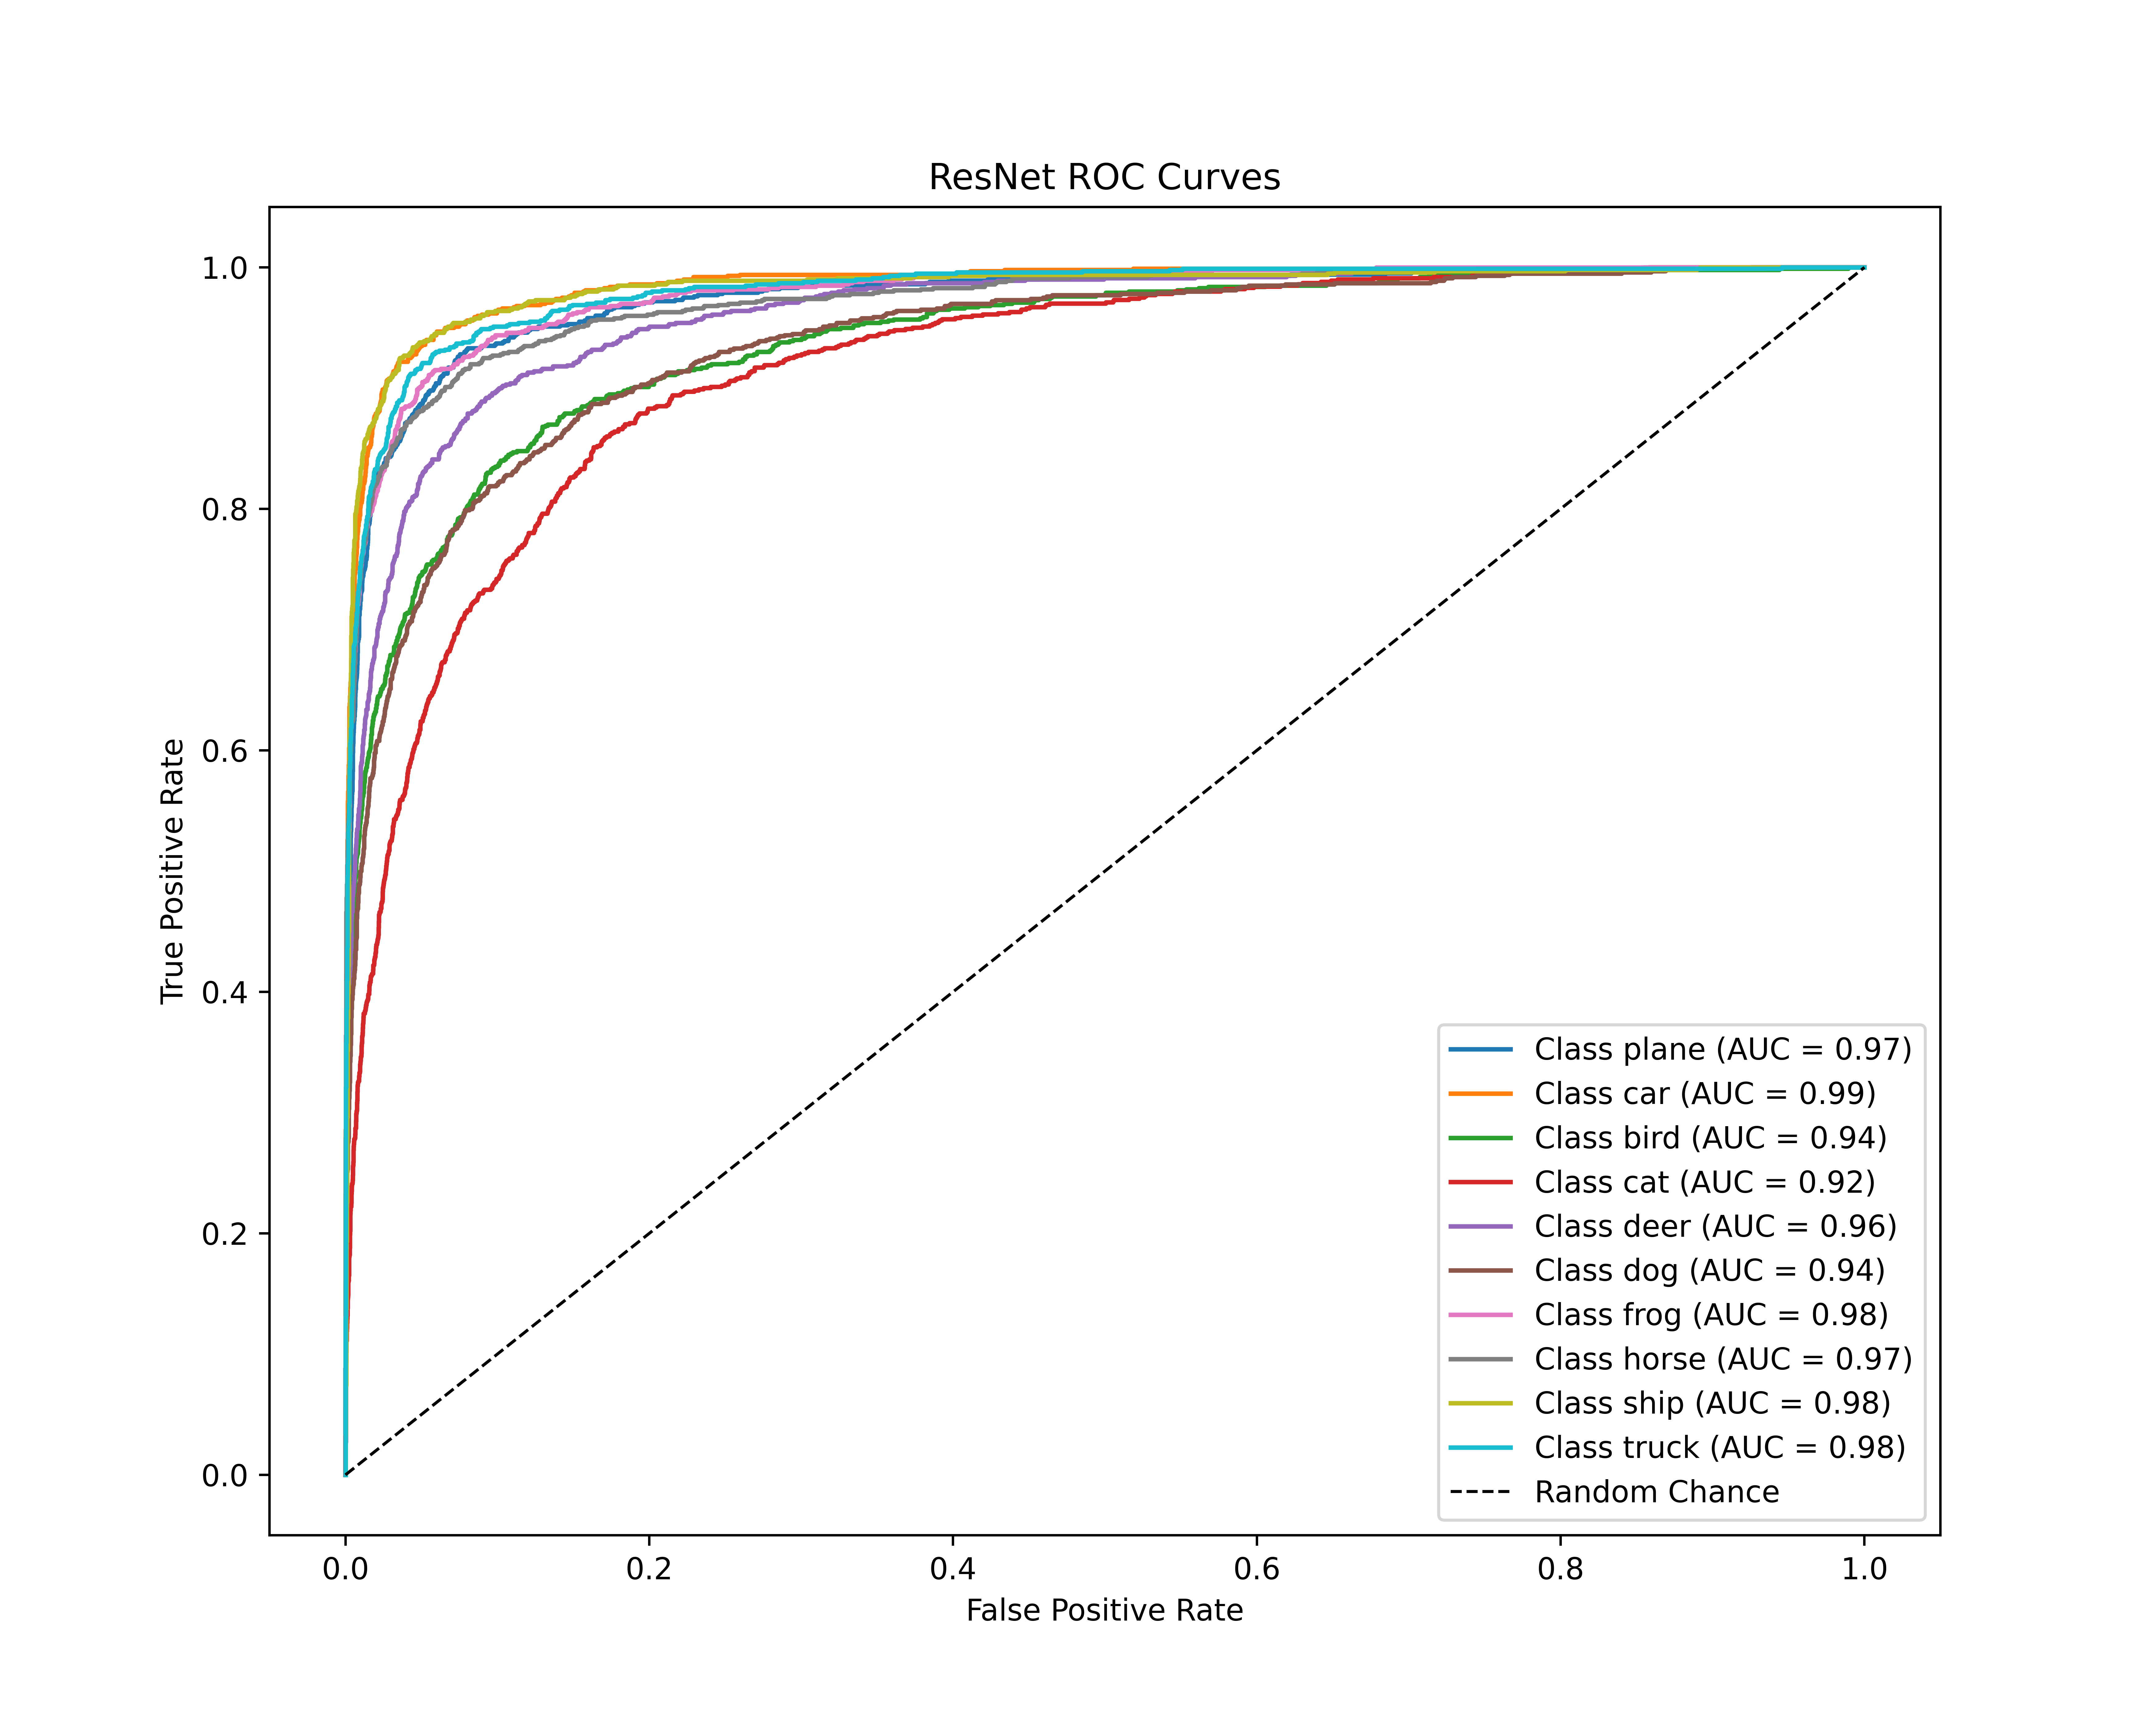 ResNet ROC Curves
True Positive Rate
1.0
0.8
0.6
0.4
0.2
0.0
Class plane (AUC = 0.97)
Class car (AUC = 0.99)
Class bird (AUC = 0.94)
Class cat (AUC = 0.92)
Class deer (AUC = 0.96)
Class dog (AUC = 0.94)
Class frog (AUC = 0.98)
Class horse (AUC = 0.97)
Class ship (AUC = 0.98)
Class truck (AUC = 0.98)
Random Chance
0.0 0.2 0.4 0.6 0.8 1.0
False Positive Rate